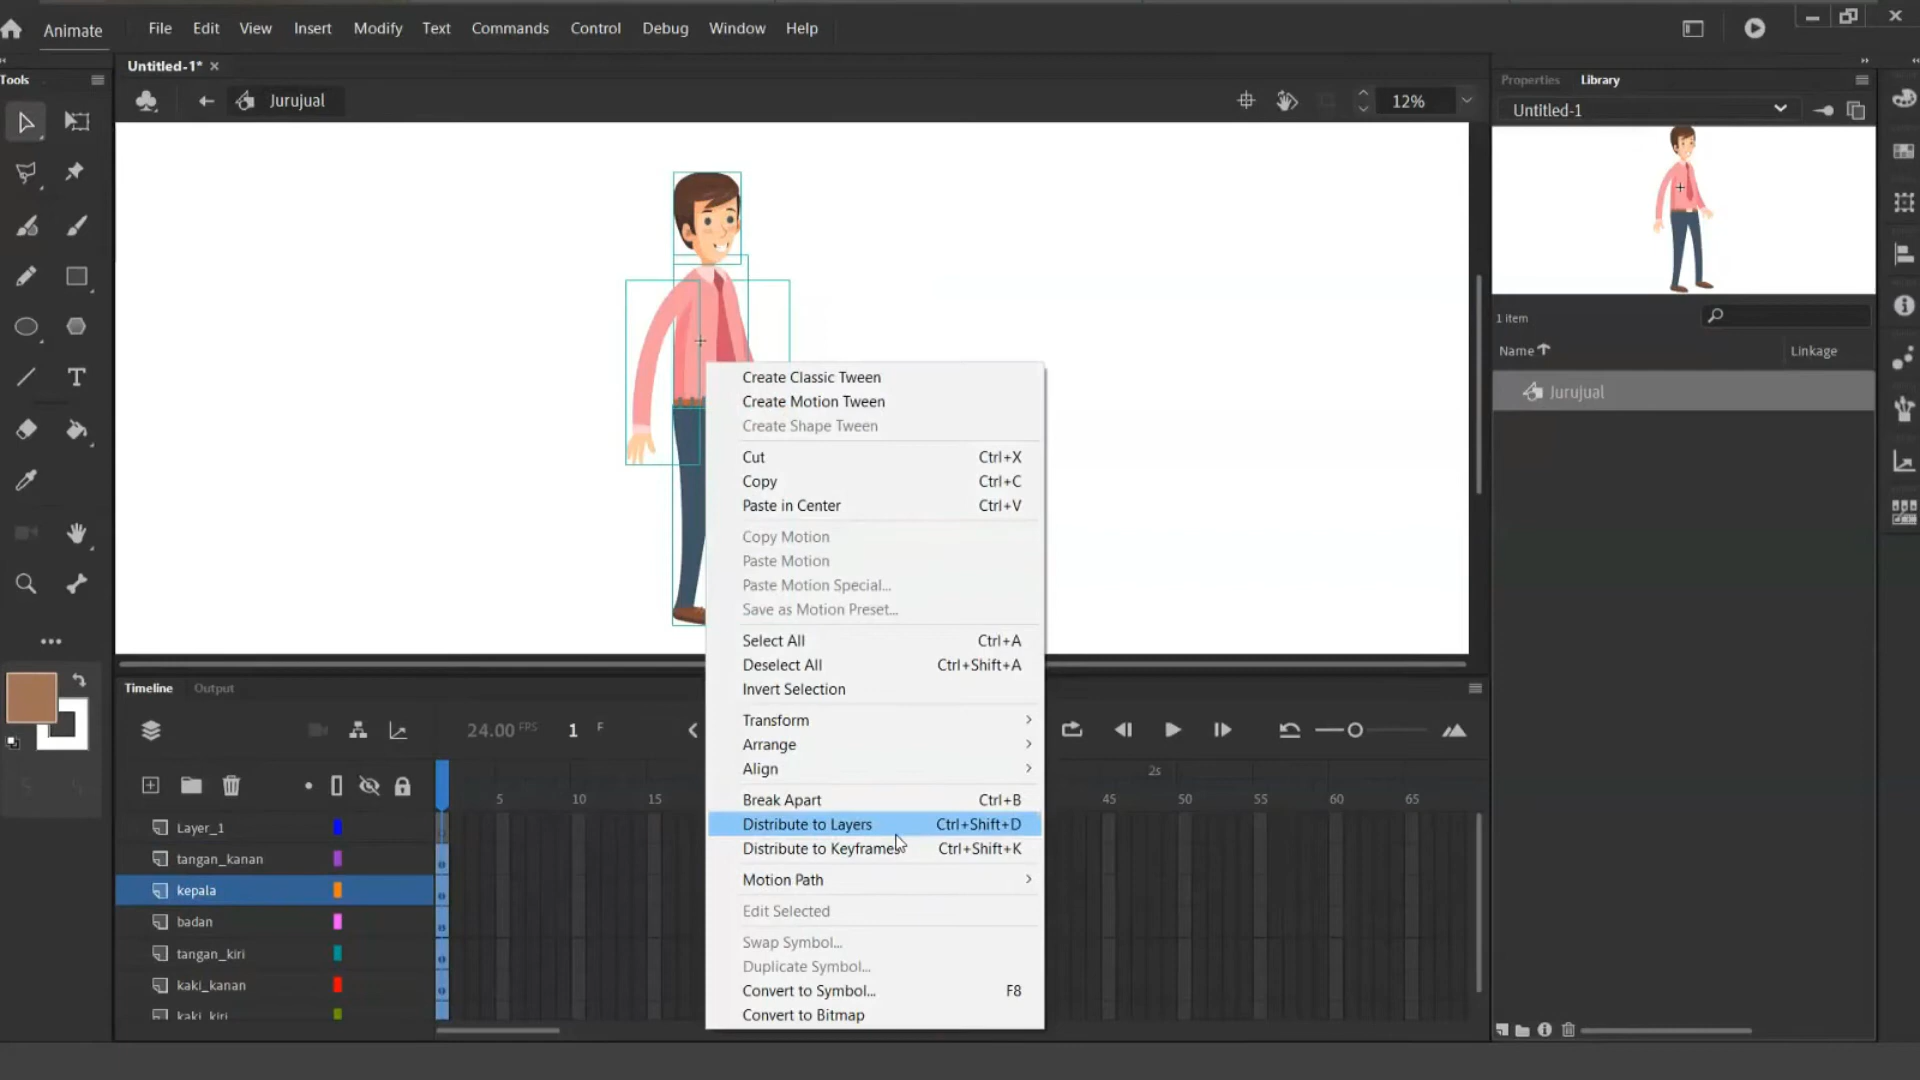 Animate
File Edit View Insert Modify Text Commands Control Debug Window Help
Untitled-1* ×
Jurujual
12%
Tools
Properties Library
Untitled-1
1 item
Name
Linkage
Jurujual
Create Classic Tween
Create Motion Tween
Create Shape Tween
Cut Ctrl+X
Copy Ctrl+C
Paste in Center Ctrl+V
Copy Motion
Paste Motion
Paste Motion Special...
Save as Motion Preset...
Select All Ctrl+A
Deselect All Ctrl+Shift+A
Invert Selection
Transform
Arrange
Align
Break Apart Ctrl+B
Distribute to Layers Ctrl+Shift+D
Distribute to Keyframes Ctrl+Shift+K
Motion Path
Edit Selected
Swap Symbol...
Duplicate Symbol...
Convert to Symbol... F8
Convert to Bitmap
Timeline Output
24.00 FPS 1 F
2s
5 10 15 45 50 55 60 65
Layer_1
tangan_kanan
kepala
badan
tangan_kiri
kaki_kanan
kaki_kiri